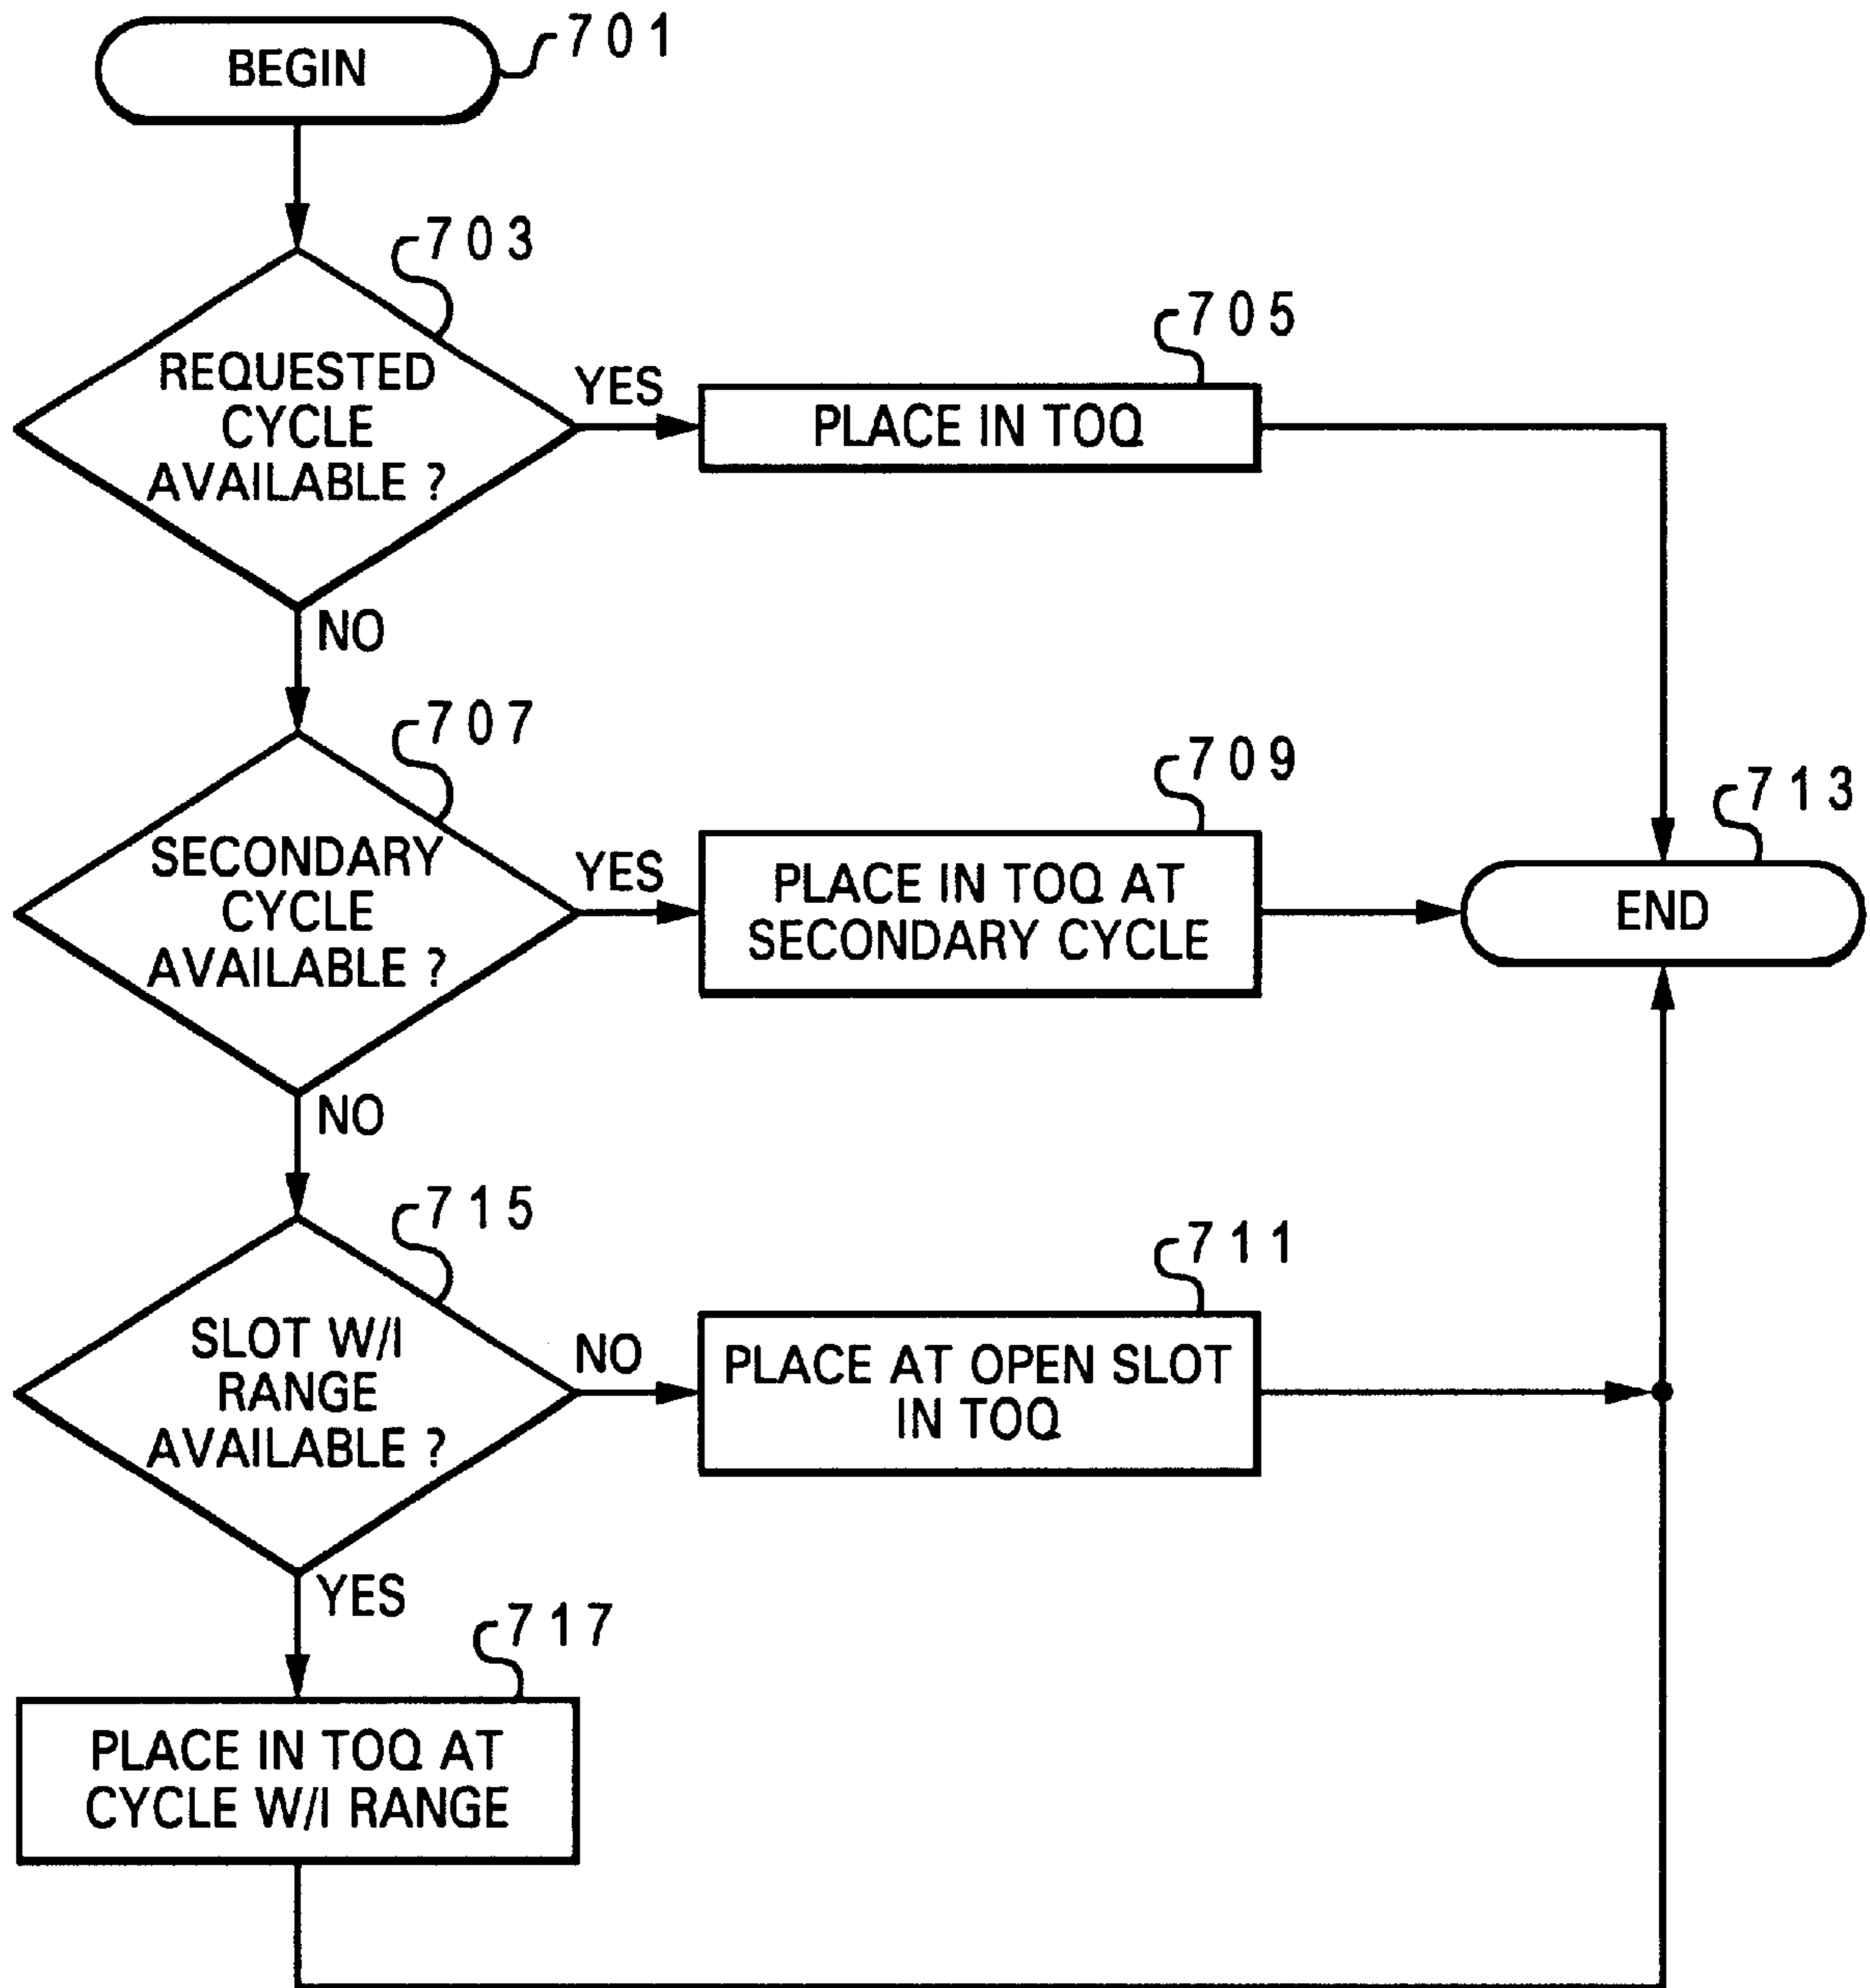 BEGIN
701
703
REQUESTED
CYCLE
AVAILABLE ?
YES
705
PLACE IN TOQ
NO
707
SECONDARY
CYCLE
AVAILABLE ?
YES
709
PLACE IN TOQ AT
SECONDARY CYCLE
713
END
NO
715
SLOT W/I
RANGE
AVAILABLE ?
NO
711
PLACE AT OPEN SLOT
IN TOQ
YES
717
PLACE IN TOQ AT
CYCLE W/I RANGE